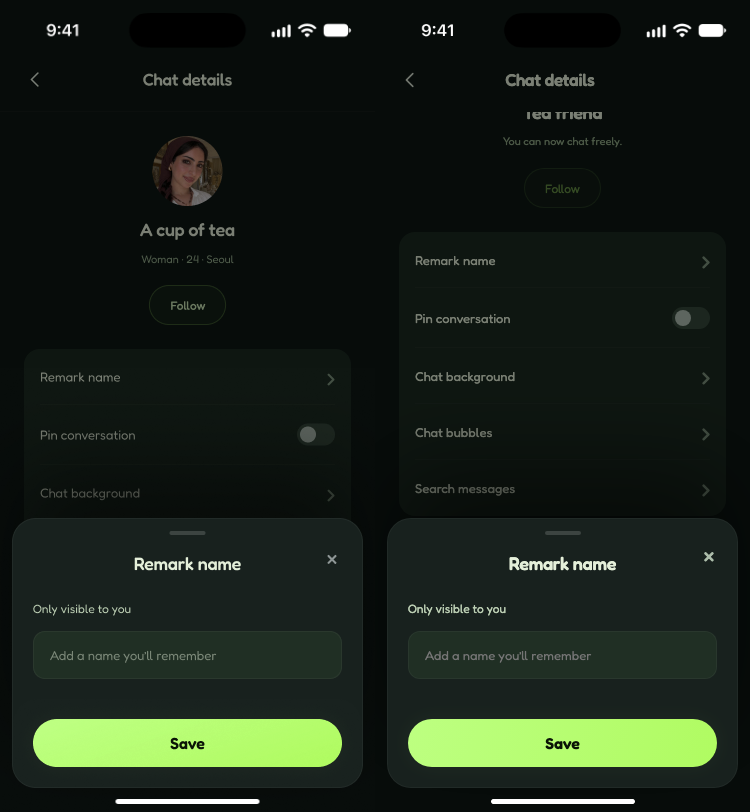 9:41
Chat details
A cup of tea
Woman · 24 · Seoul
Follow
Remark name
Pin conversation
Chat background
Remark name
Only visible to you
Add a name you'll remember
Save
9:41
Chat details
Tea friend
You can now chat freely.
Follow
Remark name
Pin conversation
Chat background
Chat bubbles
Search messages
Remark name
Only visible to you
Add a name you'll remember
Save